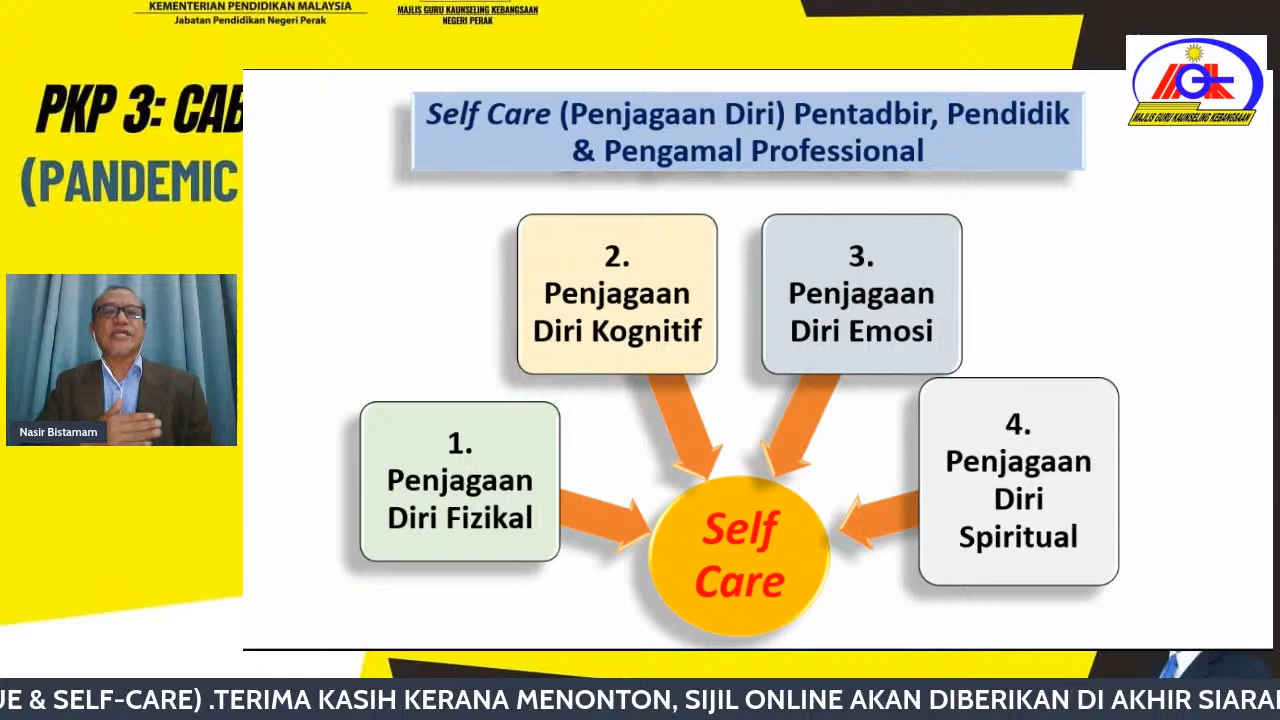 KEMENTERIAN PENDIDIKAN MALAYSIA
Jabatan Pendidikan Negeri Perak
MAJLIS GURU KAUNSELING KEBANGSAAN
NEGERI PERAK
PKP 3: CAB
(PANDEMIC
MAJLIS GURU KAUNSELING KEBANGSAAN
Self Care (Penjagaan Diri) Pentadbir, Pendidik
& Pengamal Professional
1.
Penjagaan
Diri Fizikal
2.
Penjagaan
Diri Kognitif
3.
Penjagaan
Diri Emosi
4.
Penjagaan
Diri
Spiritual
Self
Care
Nasir Bistamam
UE & SELF-CARE) .TERIMA KASIH KERANA MENONTON, SIJIL ONLINE AKAN DIBERIKAN DI AKHIR SIARA